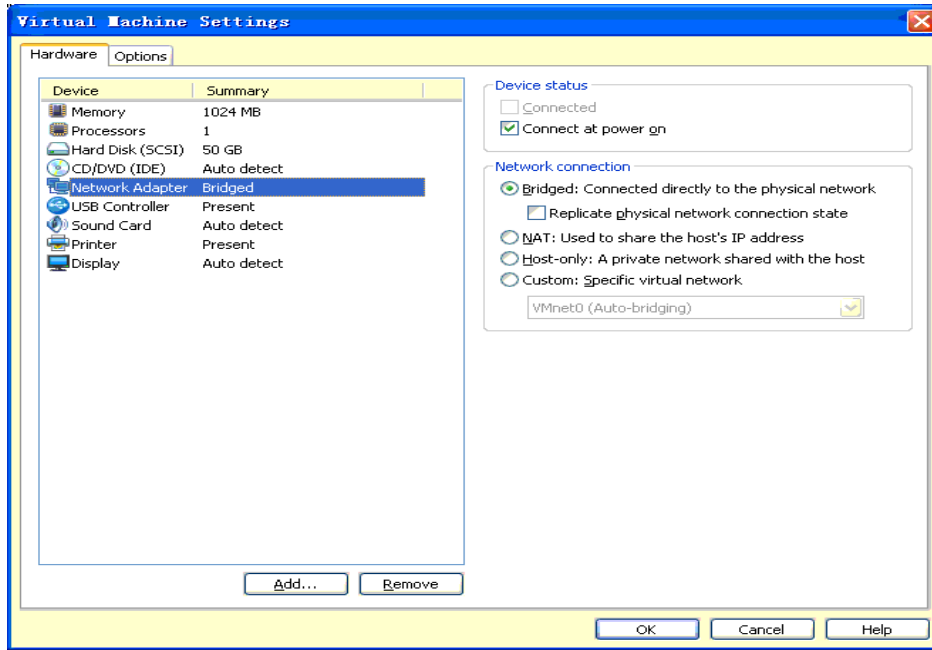 Virtual Machine Settings
Hardware Options
Device Summary
Memory 1024 MB
Processors 1
Hard Disk (SCSI) 50 GB
CD/DVD (IDE) Auto detect
Network Adapter Bridged
USB Controller Present
Sound Card Auto detect
Printer Present
Display Auto detect
Add... Remove
Device status
Connected
Connect at power on
Network connection
Bridged: Connected directly to the physical network
Replicate physical network connection state
NAT: Used to share the host's IP address
Host-only: A private network shared with the host
Custom: Specific virtual network
VMnet0 (Auto-bridging)
OK Cancel Help